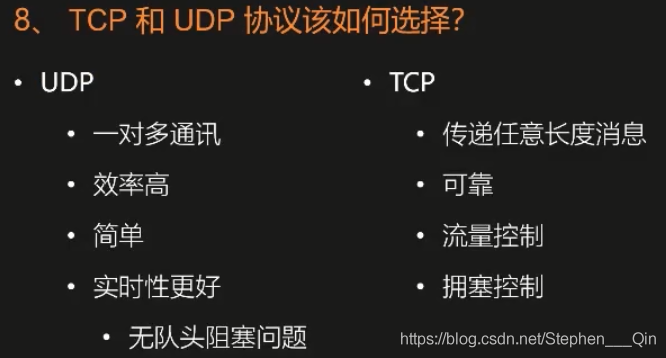 8、 TCP 和 UDP 协议该如何选择？
• UDP
• 一对多通讯
• 效率高
• 简单
• 实时性更好
• 无队头阻塞问题
• TCP
• 传递任意长度消息
• 可靠
• 流量控制
• 拥塞控制
https://blog.csdn.net/Stephen___Qin